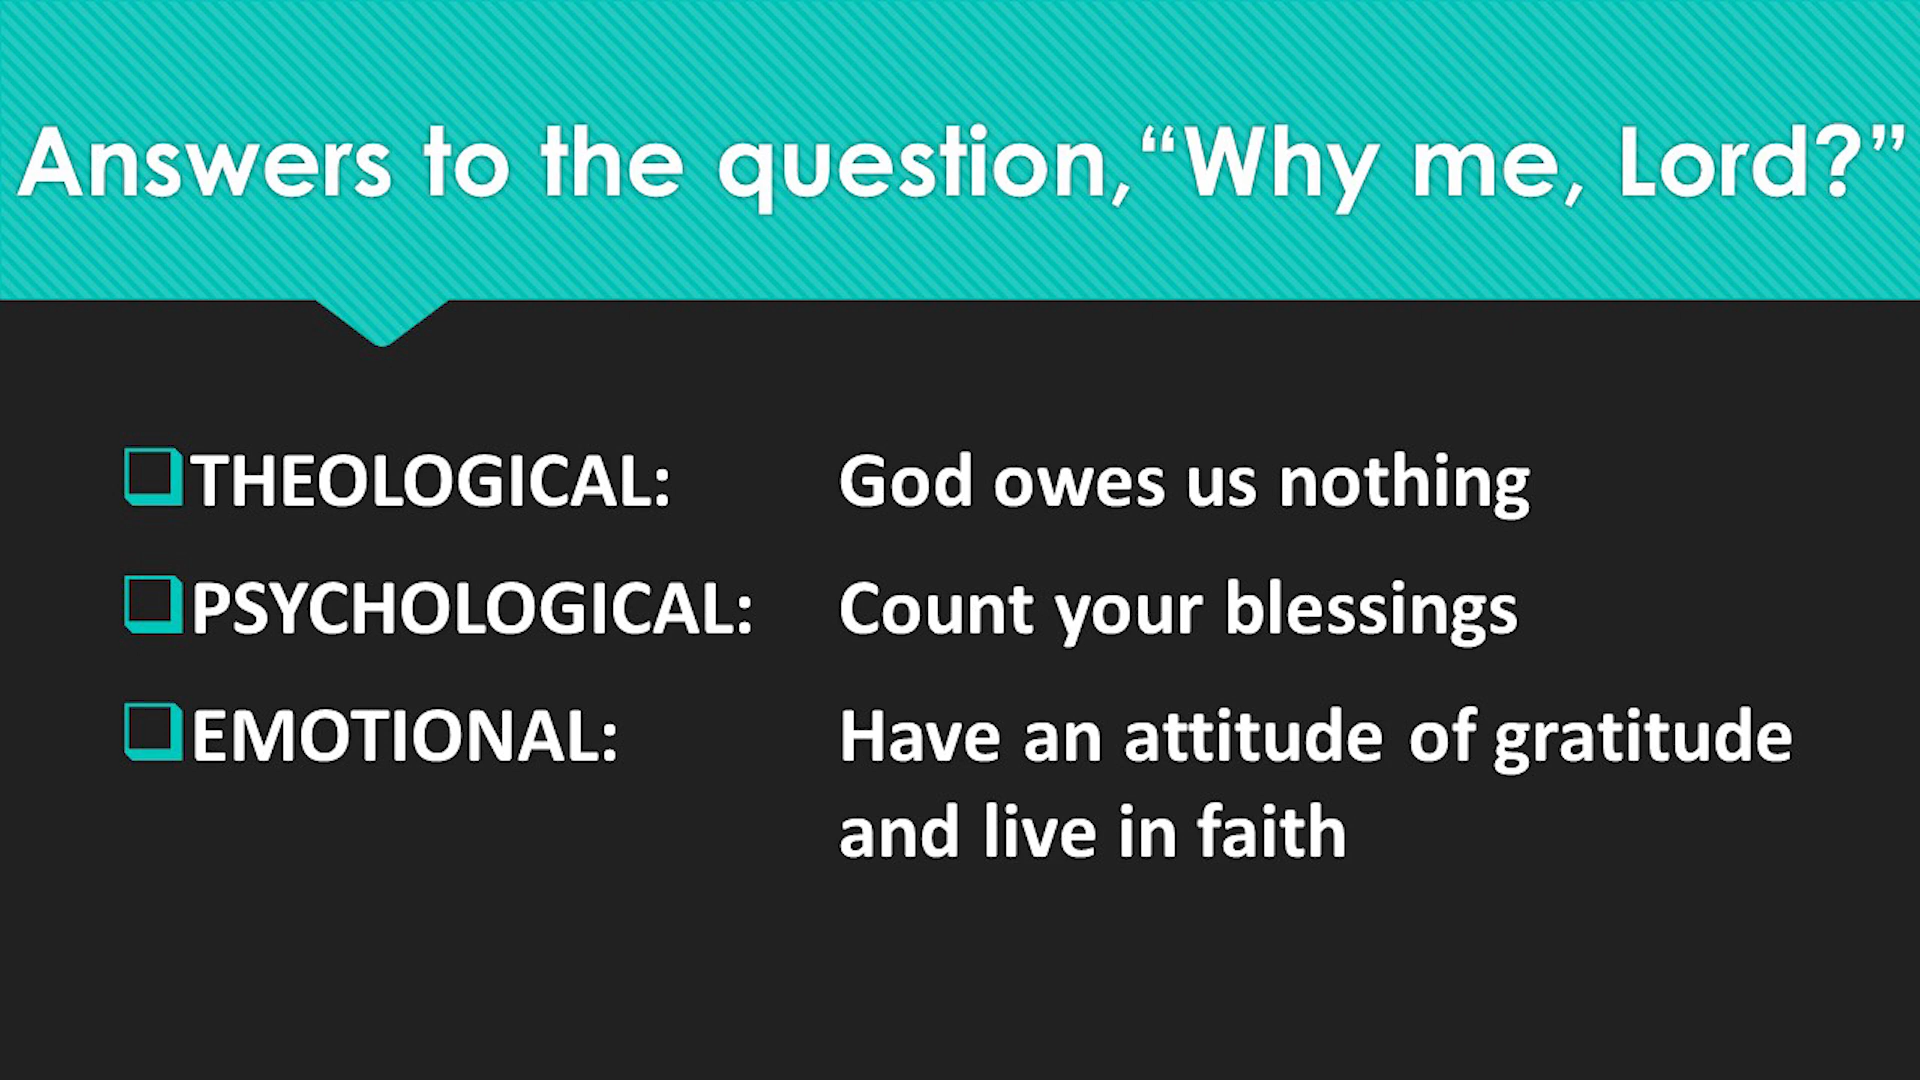 Answers to the question, “Why me, Lord?”
THEOLOGICAL: God owes us nothing
PSYCHOLOGICAL: Count your blessings
EMOTIONAL: Have an attitude of gratitude
and live in faith